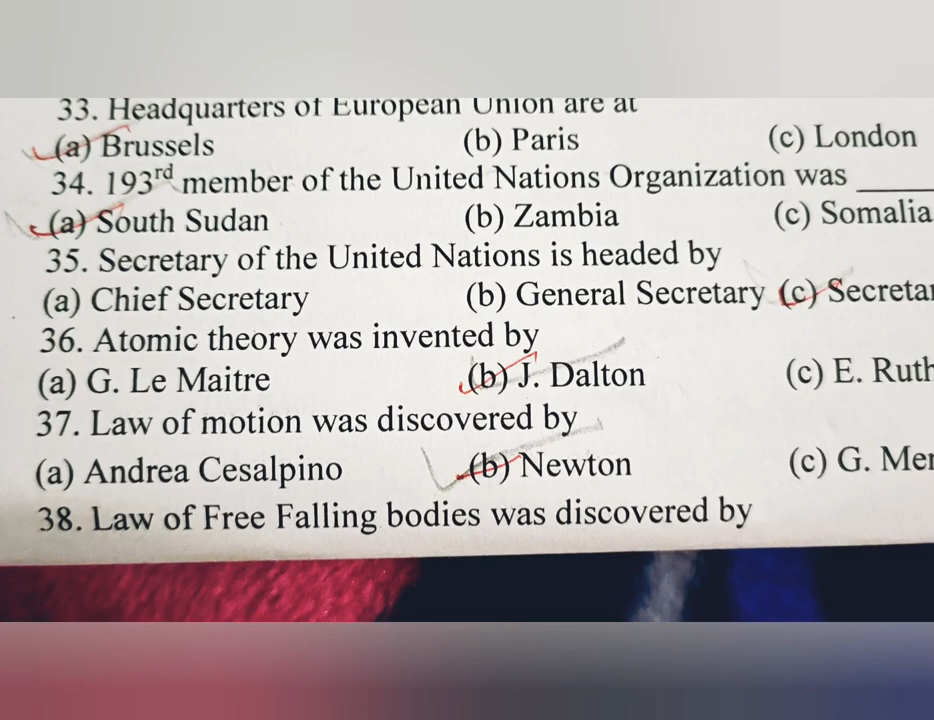 33. Headquarters of European Union are at
(a) Brussels (b) Paris (c) London
34. 193rd member of the United Nations Organization was ____
(a) South Sudan (b) Zambia (c) Somalia
35. Secretary of the United Nations is headed by
(a) Chief Secretary (b) General Secretary (c)
36. Atomic theory was invented by
(a) G. Le Maitre (b) J. Dalton (c) E.
37. Law of motion was discovered by
(a) Andrea Cesalpino (b) Newton (c) G.
38. Law of Free Falling bodies was discovered by